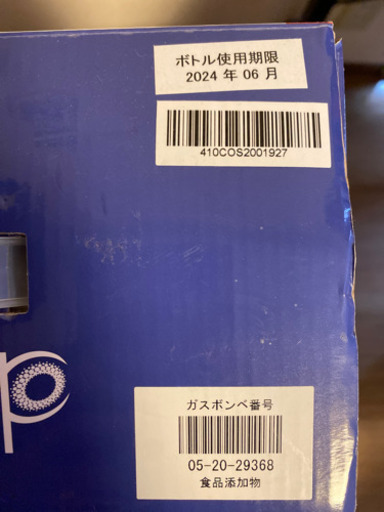 ボトル使用期限
2024 年 06 月
410COS2001927
p
ガスボンベ番号
05-20-29368
食品添加物